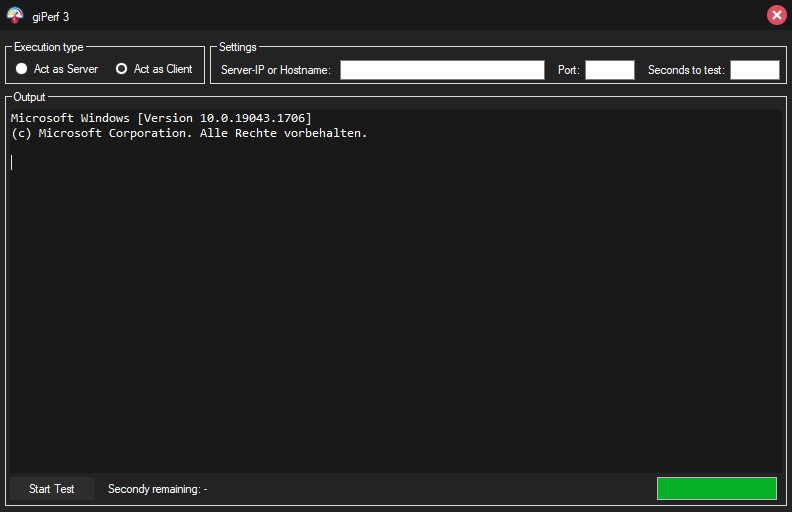 giPerf 3
Execution type
Act as Server
Act as Client
Settings
Server-IP or Hostname:
Port:
Seconds to test:
Output
Microsoft Windows [Version 10.0.19043.1706]
(c) Microsoft Corporation. Alle Rechte vorbehalten.
Start Test
Secondy remaining: -